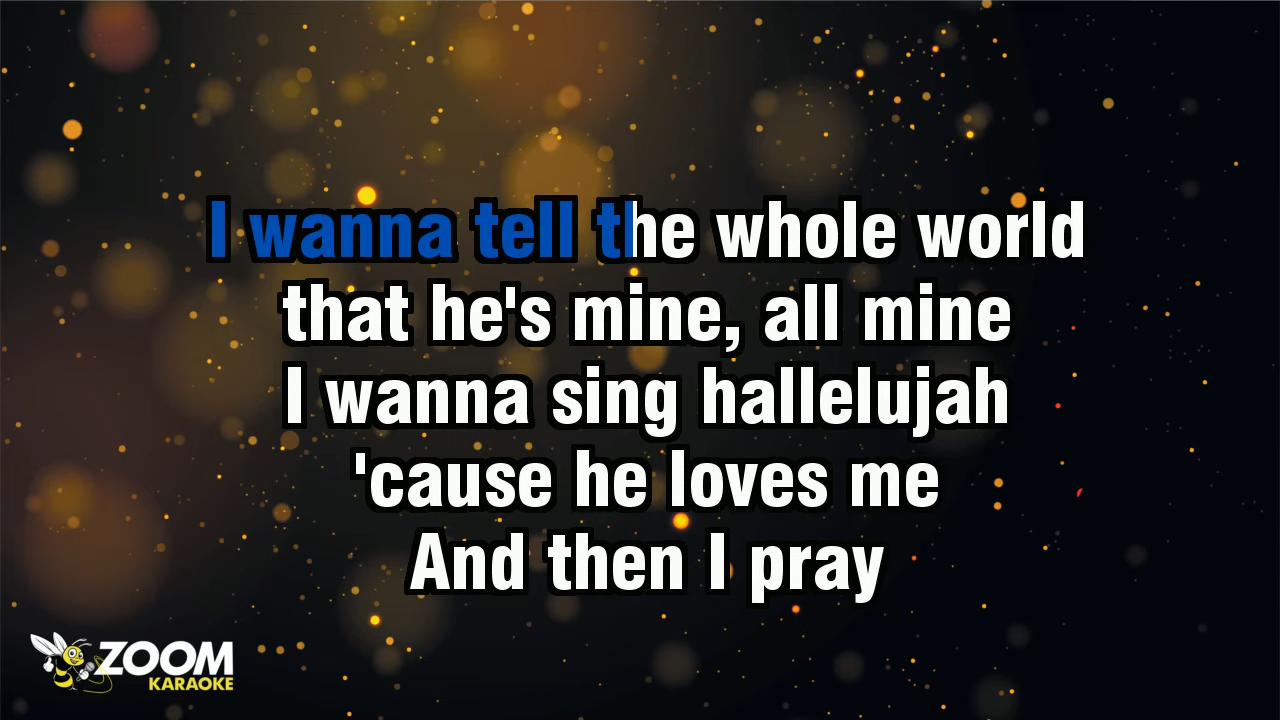 I wanna tell the whole world
that he's mine, all mine
I wanna sing hallelujah
'cause he loves me
And then I pray
ZOOM
KARAOKE